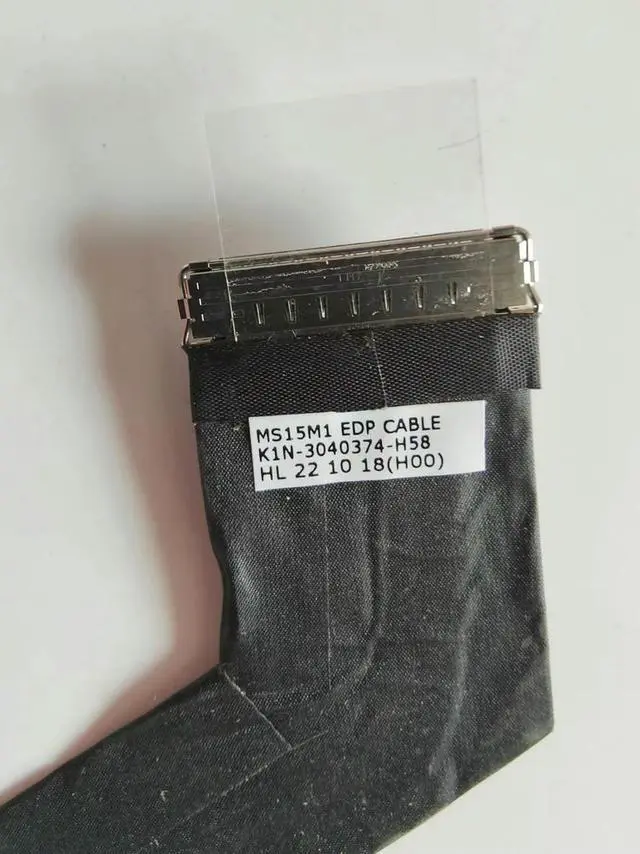 MS15M1 EDP CABLE
K1N-3040374-H58
HL 22 10 18(H00)